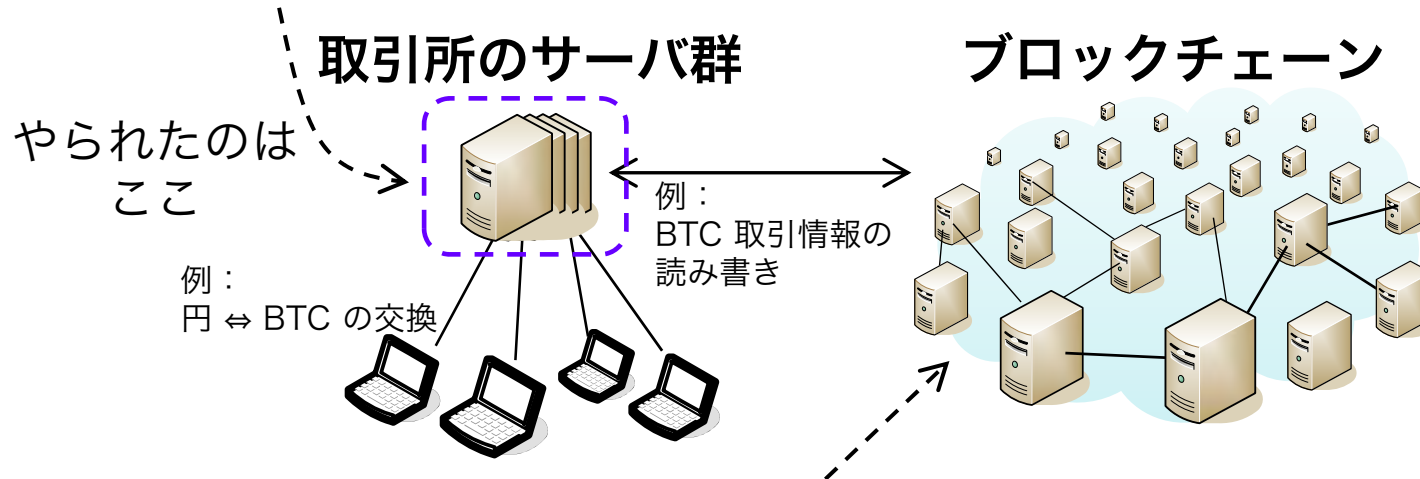 取引所のサーバ群
ブロックチェーン
やられたのは
ここ
例：
BTC 取引情報の
読み書き
例：
円 ⇔ BTC の交換